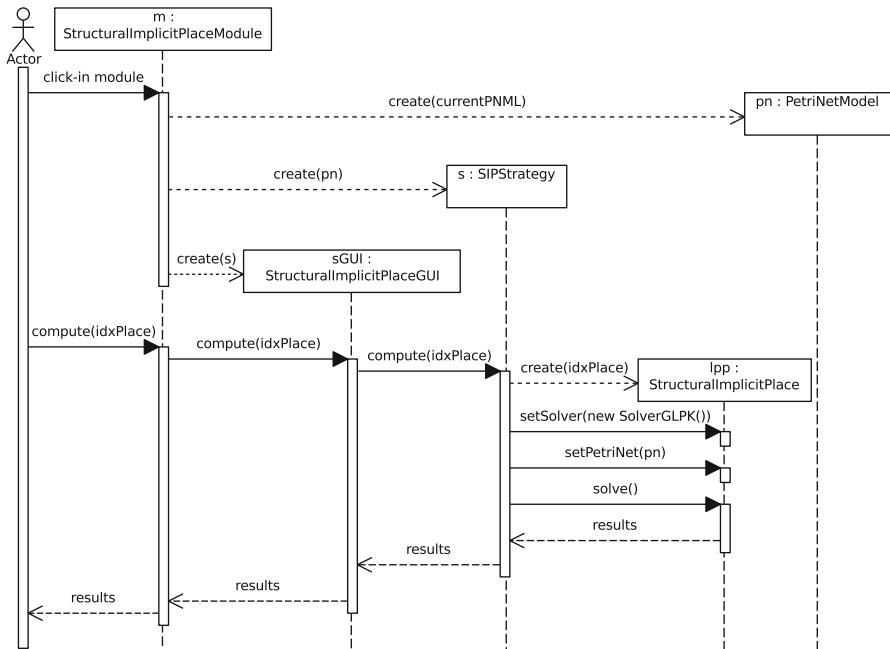 m :
StructuralImplicitPlaceModule
Actor
click-in module
create(currentPNML)
pn : PetriNetModel
create(pn)
s : SIPStrategy
create(s)
sGUI :
StructuralImplicitPlaceGUI
compute(idxPlace)
compute(idxPlace)
compute(idxPlace)
create(idxPlace)
lpp :
StructuralImplicitPlace
setSolver(new SolverGLPK())
setPetriNet(pn)
solve()
results
results
results
results